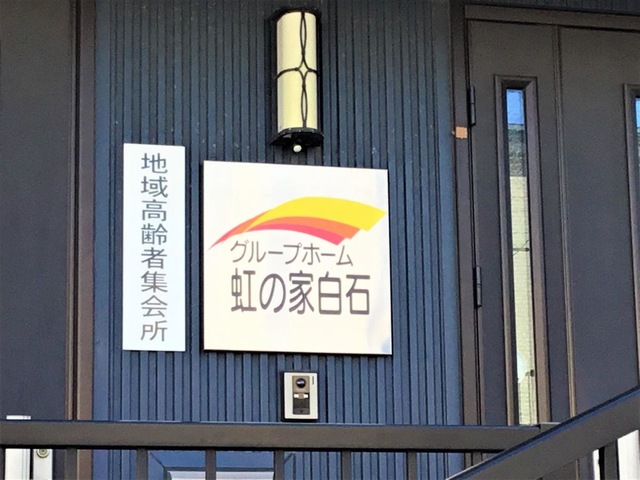 地域高齢者集会所
グループホーム
虹の家白石